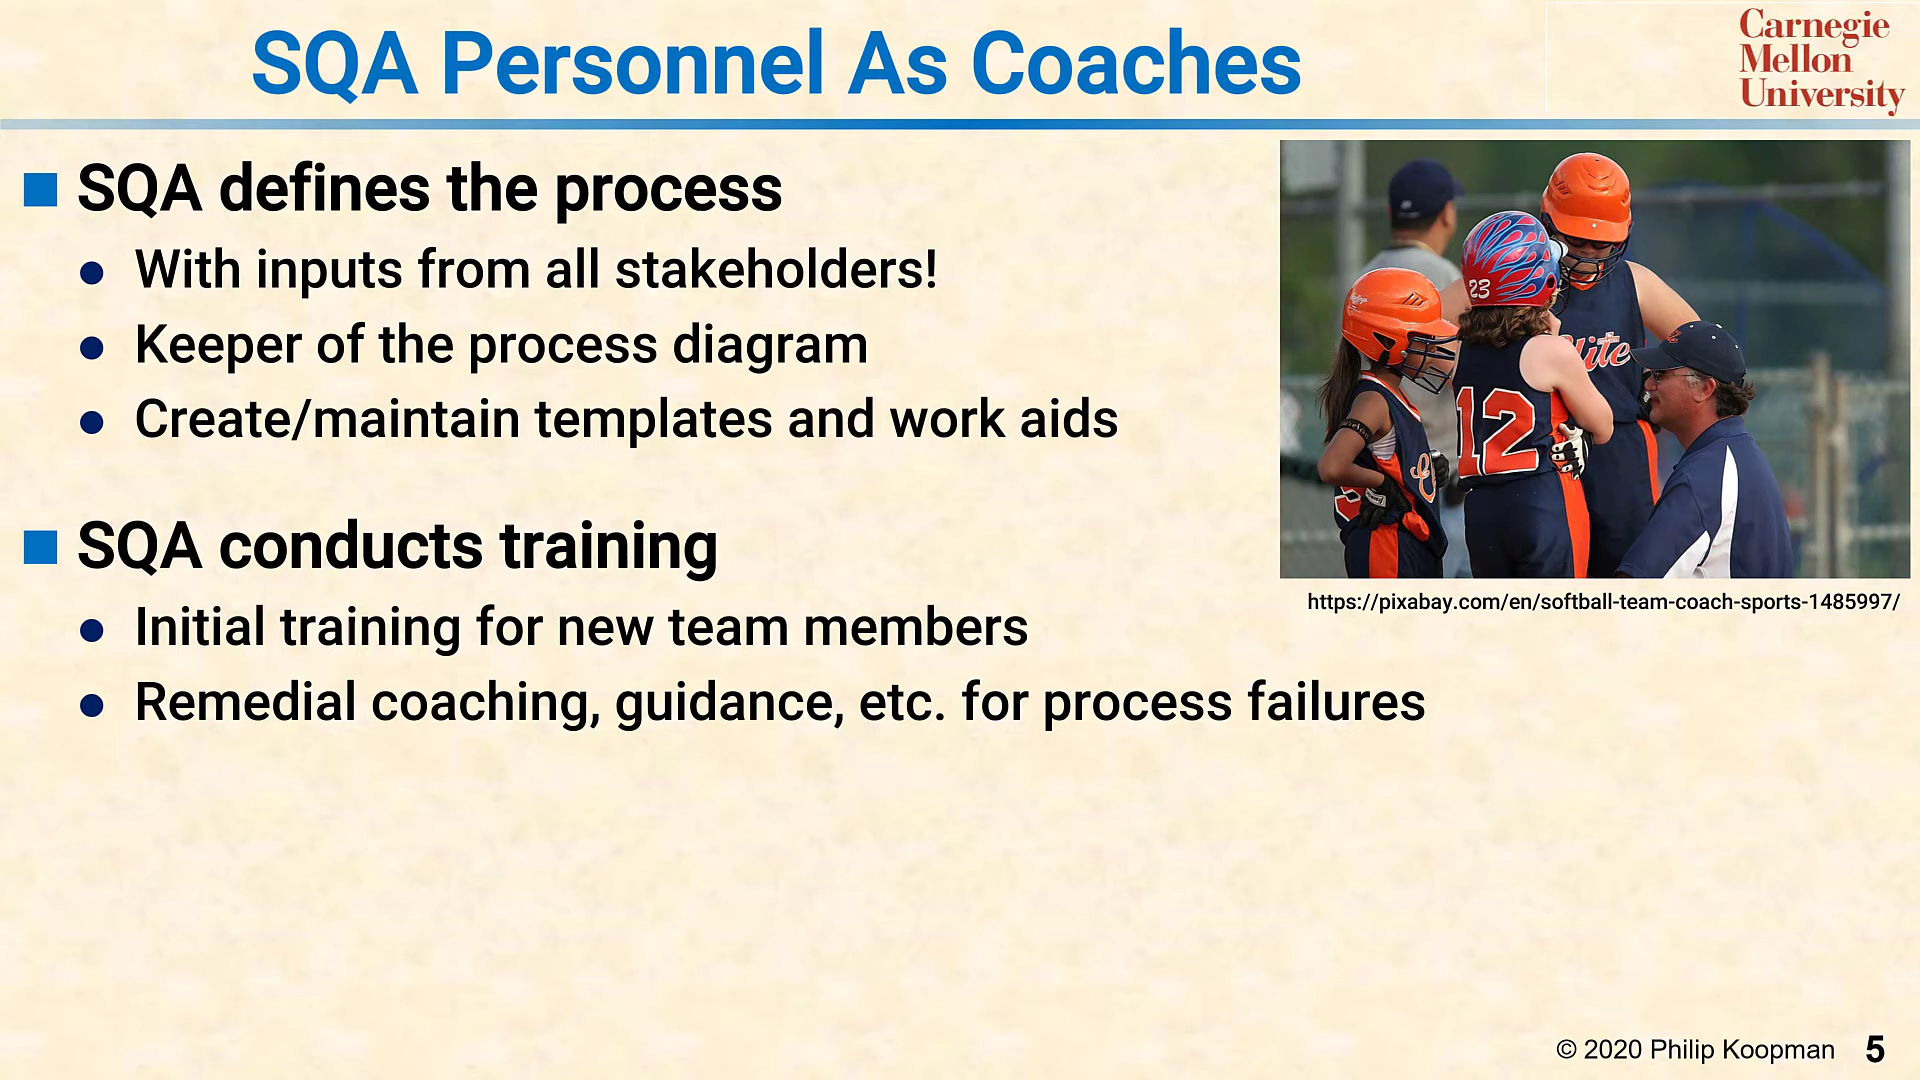 SQA Personnel As Coaches
Carnegie
Mellon
University
SQA defines the process
With inputs from all stakeholders!
Keeper of the process diagram
Create/maintain templates and work aids
SQA conducts training
Initial training for new team members
Remedial coaching, guidance, etc. for process failures
23
12
https://pixabay.com/en/softball-team-coach-sports-1485997/
© 2020 Philip Koopman 5